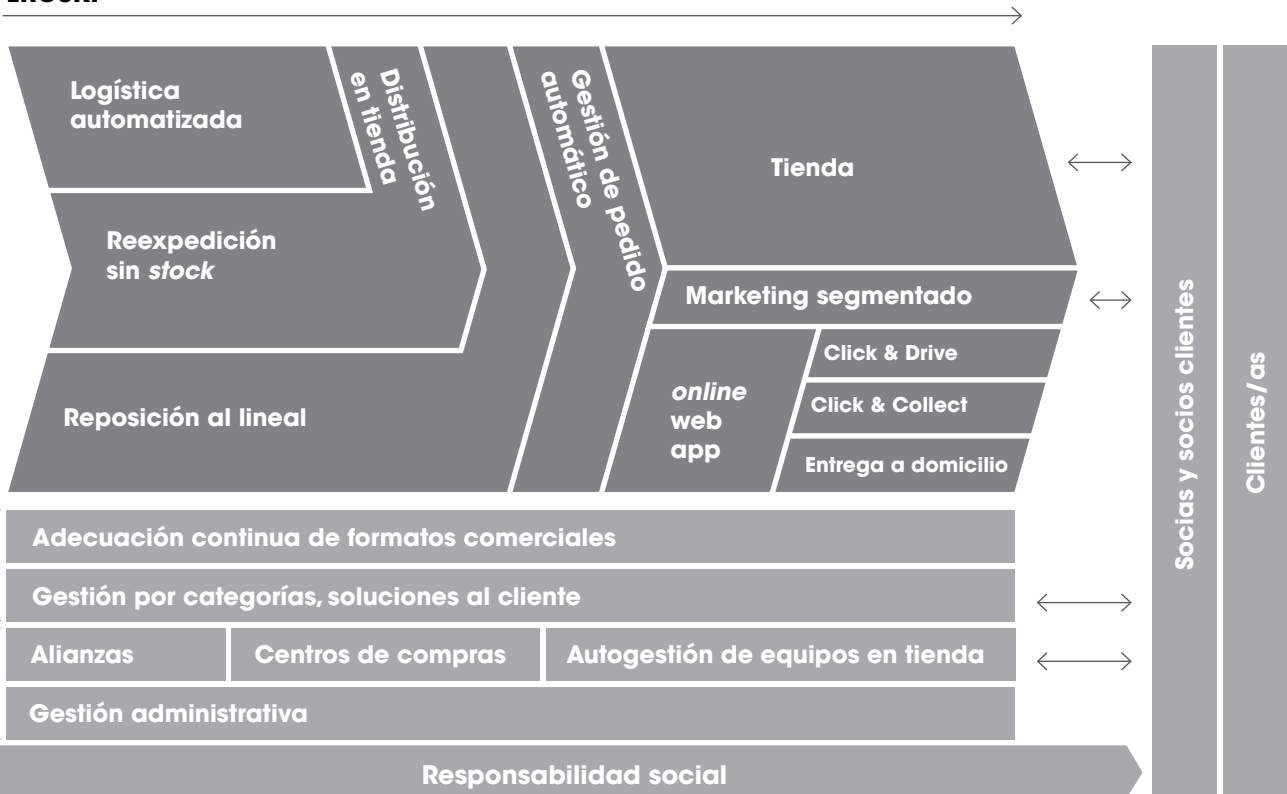 Logística
automatizada
Distribución
en tienda
Gestión de pedido
automático
Tienda
Reexpedición
sin stock
Marketing segmentado
Reposición al lineal
online
web
app
Click & Drive
Click & Collect
Entrega a domicilio
Adecuación continua de formatos comerciales
Gestión por categorías, soluciones al cliente
Alianzas
Centros de compras
Autogestión de equipos en tienda
Gestión administrativa
Responsabilidad social
Socias y socios clientes
Clientes/as